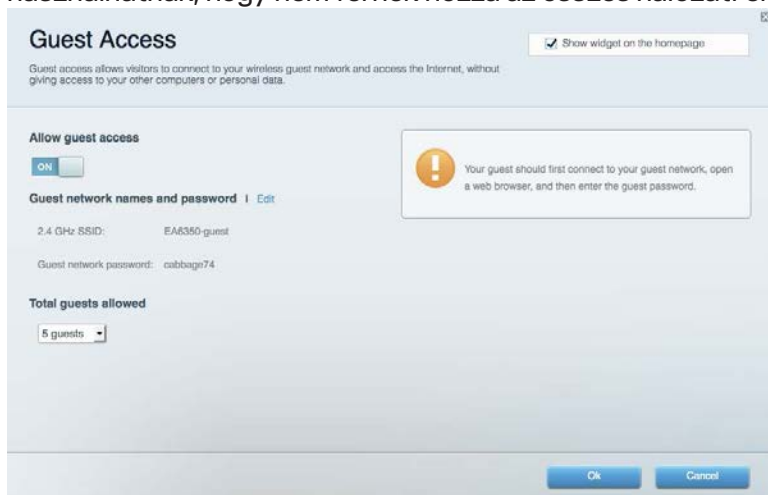 Guest Access
Show widget on the homepage
Guest access allows visitors to connect to your wireless guest network and access the Internet, without
giving access to your other computers or personal data.
Allow guest access
ON
Your guest should first connect to your guest network, open
a web browser, and then enter the guest password.
Guest network names and password | Edit
2.4 GHz SSID: EA6350-guest
Guest network password: cabbage74
Total guests allowed
5 guests
Ok Cancel